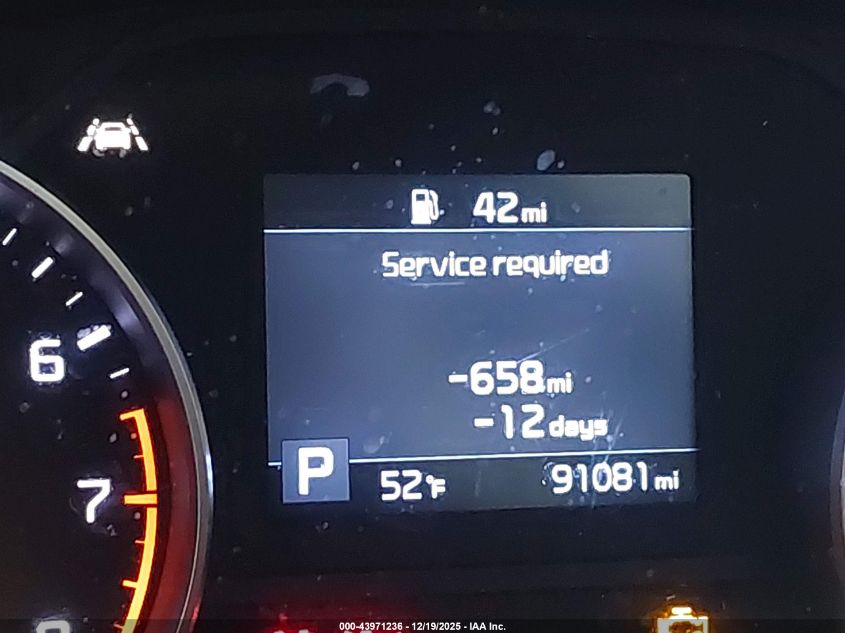 42mi
Service required
-658mi
-12days
P
52°F
91081mi
6
7
000-43971236 - 12/19/2025 - IAA Inc.